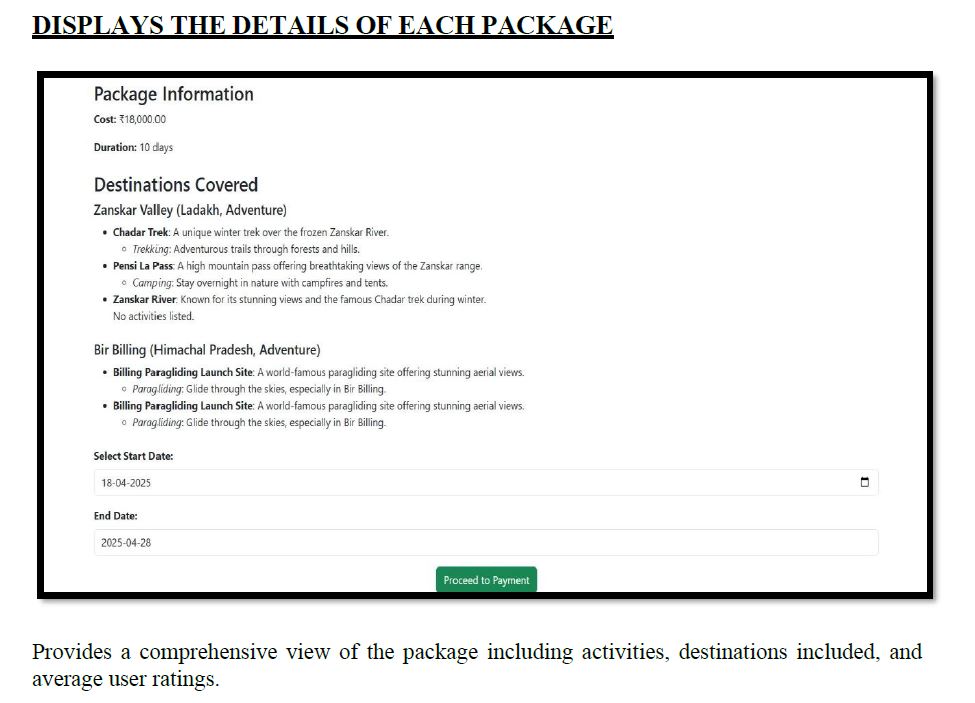 DISPLAYS THE DETAILS OF EACH PACKAGE
Package Information
Cost: ₹18,000.00
Duration: 10 days
Destinations Covered
Zanskar Valley (Ladakh, Adventure)
• Chadar Trek: A unique winter trek over the frozen Zanskar River.
○ Trekking: Adventurous trails through forests and hills.
• Pensi La Pass: A high mountain pass offering breathtaking views of the Zanskar range.
○ Camping: Stay overnight in nature with campfires and tents.
• Zanskar River: Known for its stunning views and the famous Chadar trek during winter.
No activities listed.
Bir Billing (Himachal Pradesh, Adventure)
• Billing Paragliding Launch Site: A world-famous paragliding site offering stunning aerial views.
○ Paragliding: Glide through the skies, especially in Bir Billing.
• Billing Paragliding Launch Site: A world-famous paragliding site offering stunning aerial views.
○ Paragliding: Glide through the skies, especially in Bir Billing.
Select Start Date:
18-04-2025
End Date:
2025-04-28
Proceed to Payment
Provides a comprehensive view of the package including activities, destinations included, and
average user ratings.